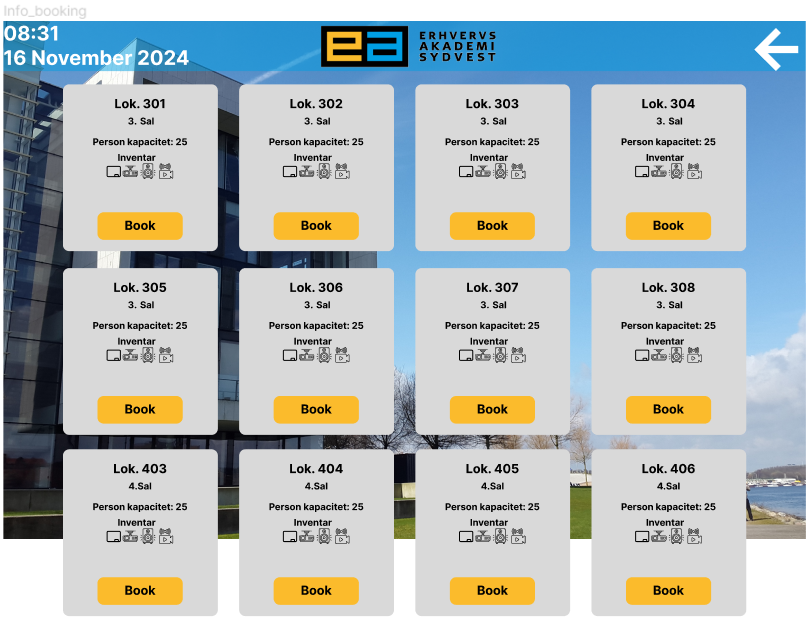 Info_booking
08:31
16 November 2024
ea
ERHVERVS
AKADEMI
SYDVEST
Lok. 301
3. Sal
Person kapacitet: 25
Inventar
Book
Lok. 302
3. Sal
Person kapacitet: 25
Inventar
Book
Lok. 303
3. Sal
Person kapacitet: 25
Inventar
Book
Lok. 304
3. Sal
Person kapacitet: 25
Inventar
Book
Lok. 305
3. Sal
Person kapacitet: 25
Inventar
Book
Lok. 306
3. Sal
Person kapacitet: 25
Inventar
Book
Lok. 307
3. Sal
Person kapacitet: 25
Inventar
Book
Lok. 308
3. Sal
Person kapacitet: 25
Inventar
Book
Lok. 403
4.Sal
Person kapacitet: 25
Inventar
Book
Lok. 404
4.Sal
Person kapacitet: 25
Inventar
Book
Lok. 405
4.Sal
Person kapacitet: 25
Inventar
Book
Lok. 406
4.Sal
Person kapacitet: 25
Inventar
Book